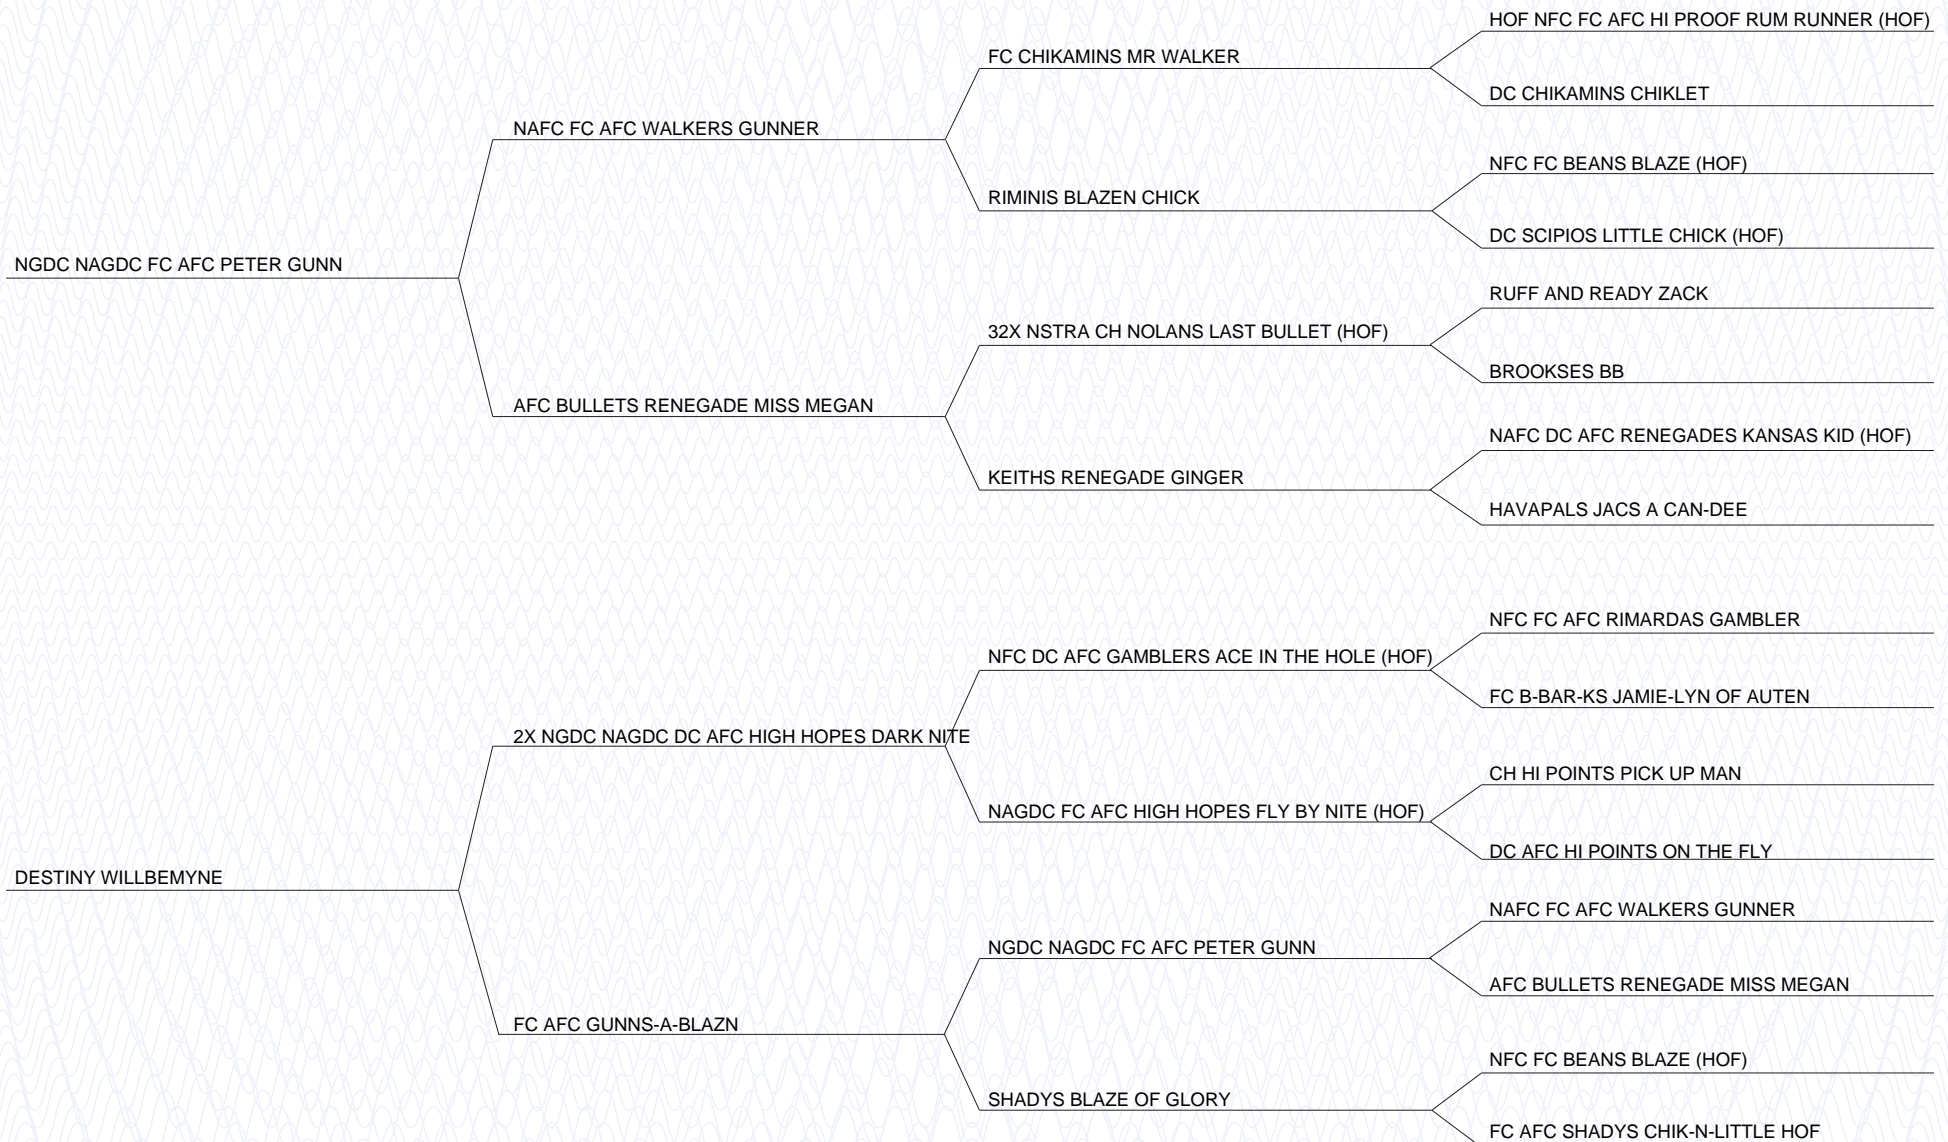 HOF NFC FC AFC HI PROOF RUM RUNNER (HOF)
FC CHIKAMINS MR WALKER
DC CHIKAMINS CHIKLET
NAFC FC AFC WALKERS GUNNER
NFC FC BEANS BLAZE (HOF)
RIMINIS BLAZEN CHICK
DC SCIPIOS LITTLE CHICK (HOF)
NGDC NAGDC FC AFC PETER GUNN
RUFF AND READY ZACK
32X NSTRA CH NOLANS LAST BULLET (HOF)
BROOKSES BB
AFC BULLETS RENEGADE MISS MEGAN
NAFC DC AFC RENEGADES KANSAS KID (HOF)
KEITHS RENEGADE GINGER
HAVAPALS JACS A CAN-DEE
NFC FC AFC RIMARDAS GAMBLER
NFC DC AFC GAMBLERS ACE IN THE HOLE (HOF)
FC B-BAR-KS JAMIE-LYN OF AUTEN
2X NGDC NAGDC DC AFC HIGH HOPES DARK NITE
CH HI POINTS PICK UP MAN
NAGDC FC AFC HIGH HOPES FLY BY NITE (HOF)
DC AFC HI POINTS ON THE FLY
DESTINY WILLBEMYNE
NAFC FC AFC WALKERS GUNNER
NGDC NAGDC FC AFC PETER GUNN
AFC BULLETS RENEGADE MISS MEGAN
FC AFC GUNNS-A-BLAZN
NFC FC BEANS BLAZE (HOF)
SHADYS BLAZE OF GLORY
FC AFC SHADYS CHIK-N-LITTLE HOF